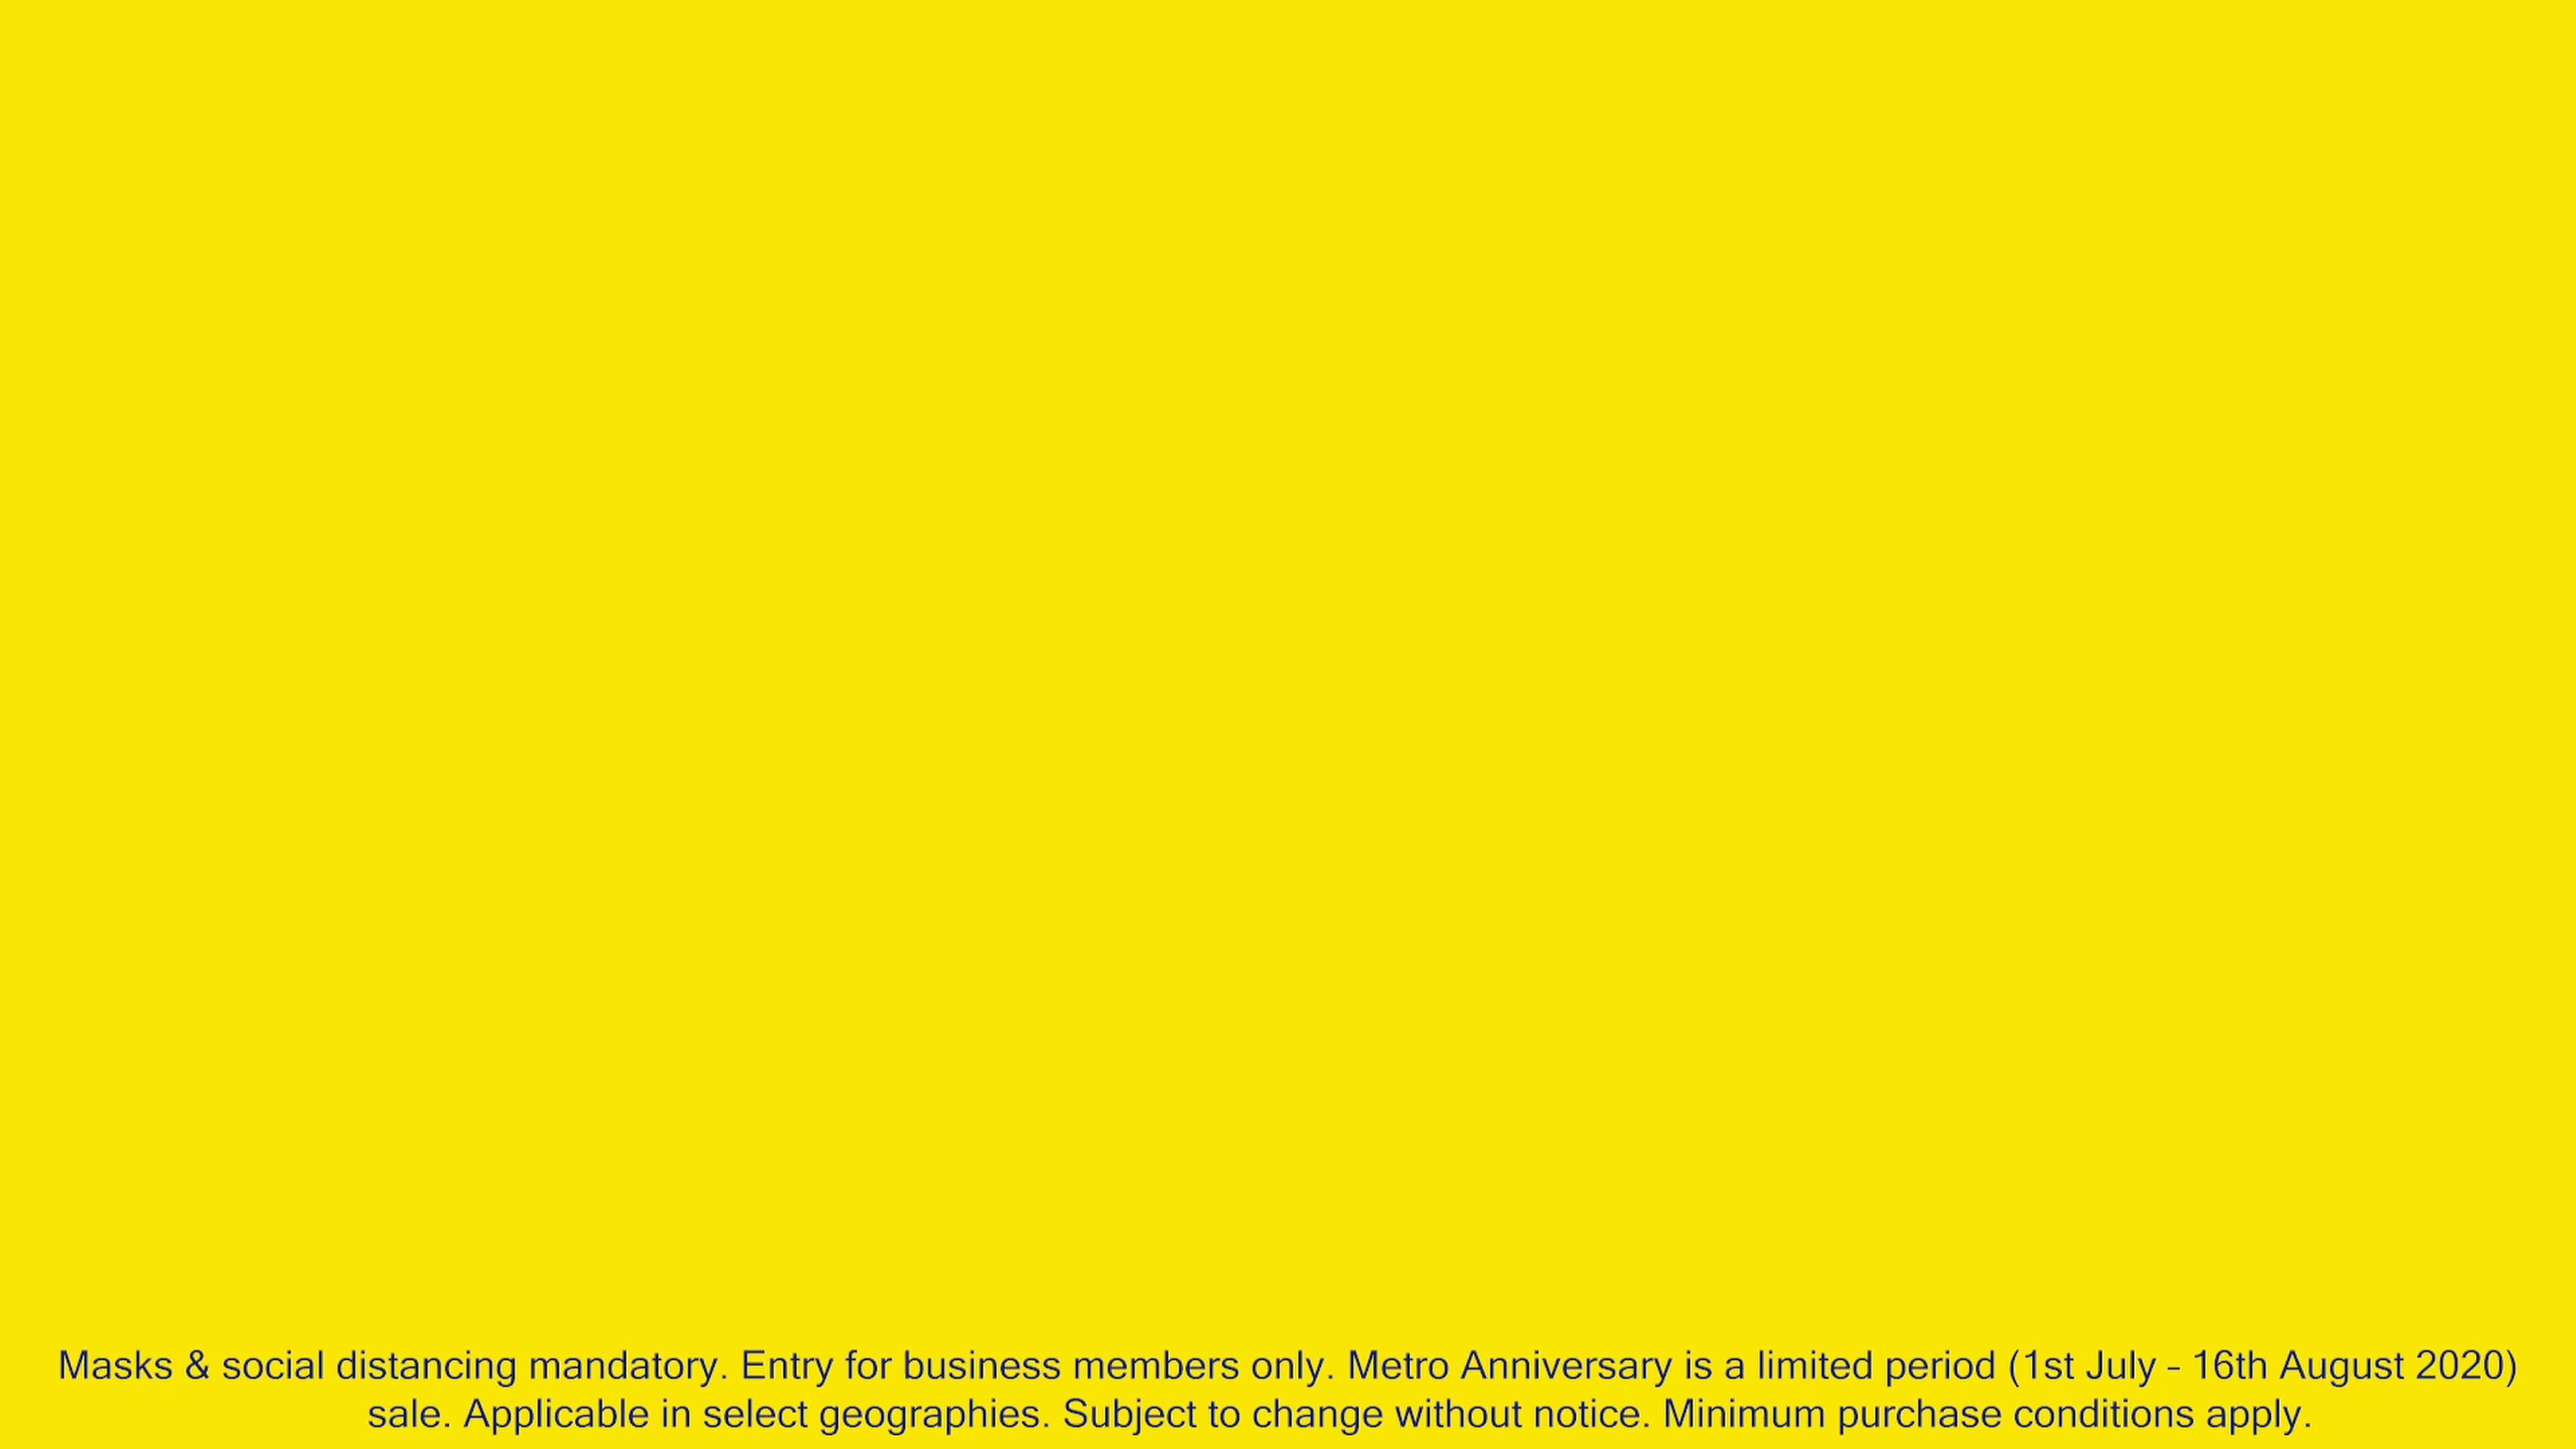 Masks & social distancing mandatory. Entry for business members only. Metro Anniversary is a limited period (1st July - 16th August 2020)
sale. Applicable in select geographies. Subject to change without notice. Minimum purchase conditions apply.